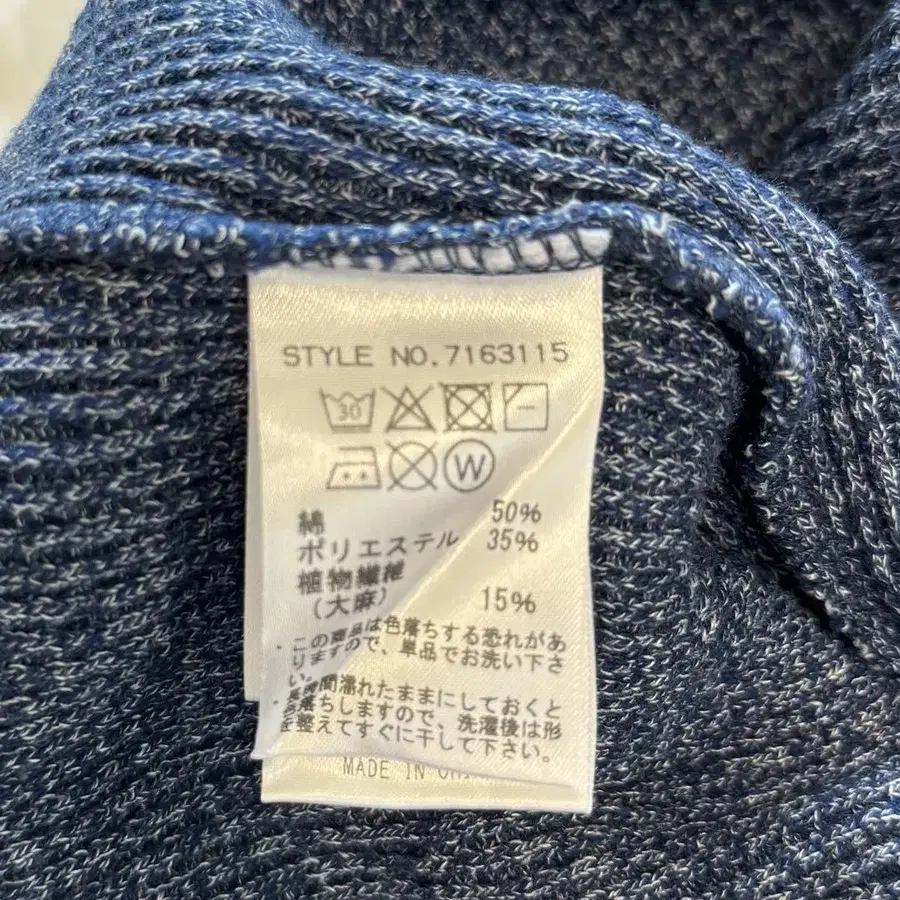 STYLE NO.7163115
30
W
綿 50%
ポリエステル 35%
植物繊維
(大麻) 15%
・この商品は色落ちする恐れがあ
りますので、単品でお洗い下さ
い。
・長時間濡れたままにしておくと
色落ちしますので、洗濯後は形
を整えてすぐに干して下さい。
MADE IN